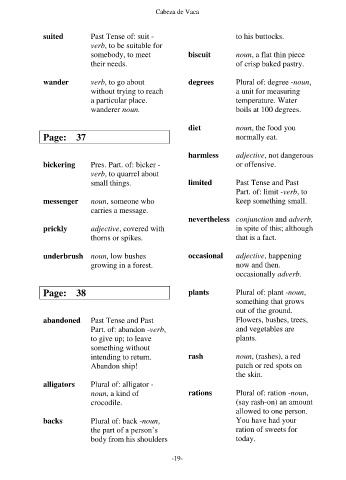 Cabeza de Vaca
suited Past Tense of: suit -
verb, to be suitable for
somebody, to meet
their needs.
wander verb, to go about
without trying to reach
a particular place.
wanderer noun.
Page: 37
bickering Pres. Part. of: bicker -
verb, to quarrel about
small things.
messenger noun, someone who
carries a message.
prickly adjective, covered with
thorns or spikes.
underbrush noun, low bushes
growing in a forest.
Page: 38
abandoned Past Tense and Past
Part. of: abandon -verb,
to give up; to leave
something without
intending to return.
Abandon ship!
alligators Plural of: alligator -
noun, a kind of
crocodile.
backs Plural of: back -noun,
the part of a person's
body from his shoulders
to his buttocks.
biscuit noun, a flat thin piece
of crisp baked pastry.
degrees Plural of: degree -noun,
a unit for measuring
temperature. Water
boils at 100 degrees.
diet noun, the food you
normally eat.
harmless adjective, not dangerous
or offensive.
limited Past Tense and Past
Part. of: limit -verb, to
keep something small.
nevertheless conjunction and adverb,
in spite of this; although
that is a fact.
occasional adjective, happening
now and then.
occasionally adverb.
plants Plural of: plant -noun,
something that grows
out of the ground.
Flowers, bushes, trees,
and vegetables are
plants.
rash noun, (rashes), a red
patch or red spots on
the skin.
rations Plural of: ration -noun,
(say rash-on) an amount
allowed to one person.
You have had your
ration of sweets for
today.
-19-